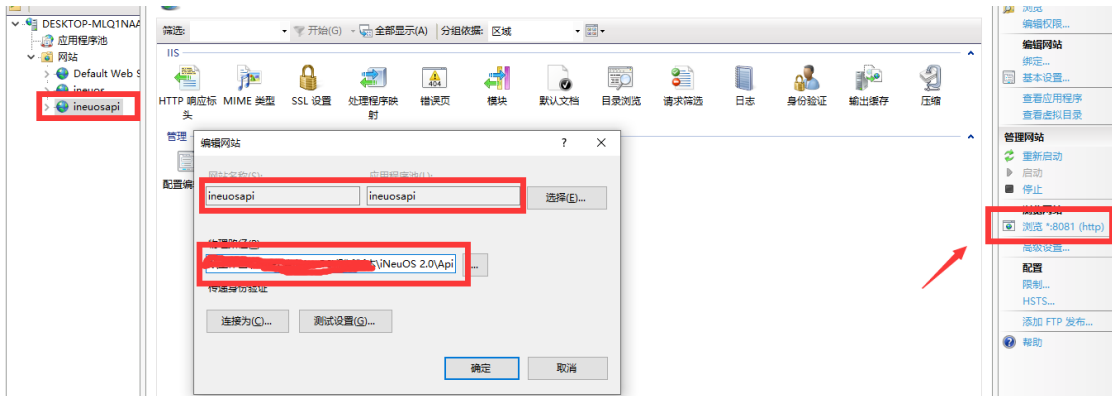 DESKTOP-MLQ1NAA
应用程序池
网站
Default Web S
ineuos
ineuosapi
筛选:
开始(G)
全部显示(A)
分组依据:
区域
IIS
HTTP 响应标头
MIME 类型
SSL 设置
处理程序映射
错误页
模块
默认文档
目录浏览
请求筛选
日志
身份验证
输出缓存
压缩
管理
配置编
编辑网站
?
网站名称(S):
应用程序池(L):
ineuosapi
ineuosapi
选择(E)...
物理路径(P):
\iNeuOS 2.0\Api
...
传递身份验证
连接为(C)...
测试设置(G)...
确定
取消
浏览
编辑权限...
编辑网站
绑定...
基本设置...
查看应用程序
查看虚拟目录
管理网站
重新启动
启动
停止
浏览网站
浏览 *:8081 (http)
高级设置...
配置
限制...
HSTS...
添加 FTP 发布...
帮助